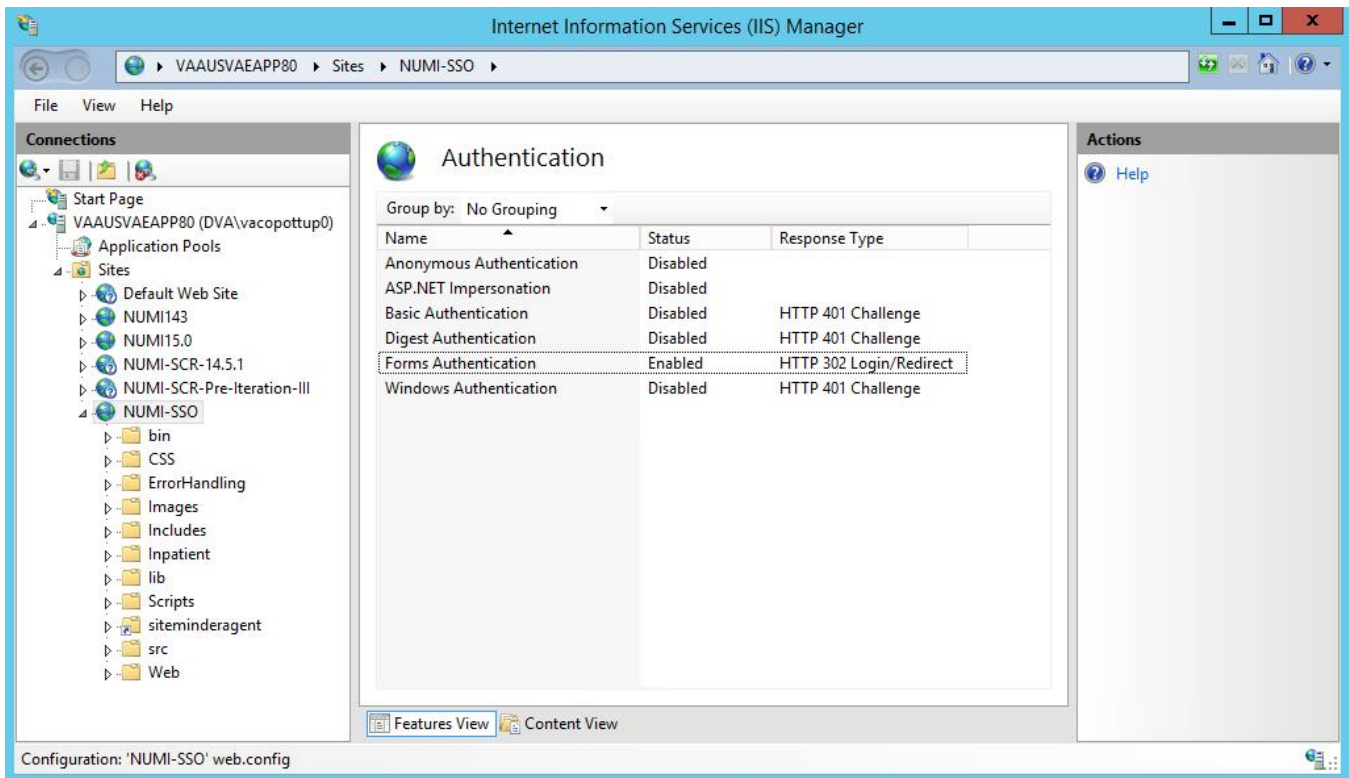 Internet Information Services (IIS) Manager
VAAUSVAEAPP80 Sites NUMI-SSO
File View Help
Connections
Start Page
VAAUSVAEAPP80 (DVA\vacopottup0)
Application Pools
Sites
Default Web Site
NUMI143
NUMI15.0
NUMI-SCR-14.5.1
NUMI-SCR-Pre-Iteration-III
NUMI-SSO
bin
CSS
ErrorHandling
Images
Includes
Inpatient
lib
Scripts
siteminderagent
src
Web
Authentication
Group by: No Grouping
Name Status Response Type
Anonymous Authentication Disabled
ASP.NET Impersonation Disabled
Basic Authentication Disabled HTTP 401 Challenge
Digest Authentication Disabled HTTP 401 Challenge
Forms Authentication Enabled HTTP 302 Login/Redirect
Windows Authentication Disabled HTTP 401 Challenge
Features View Content View
Actions
Help
Configuration: 'NUMI-SSO' web.config